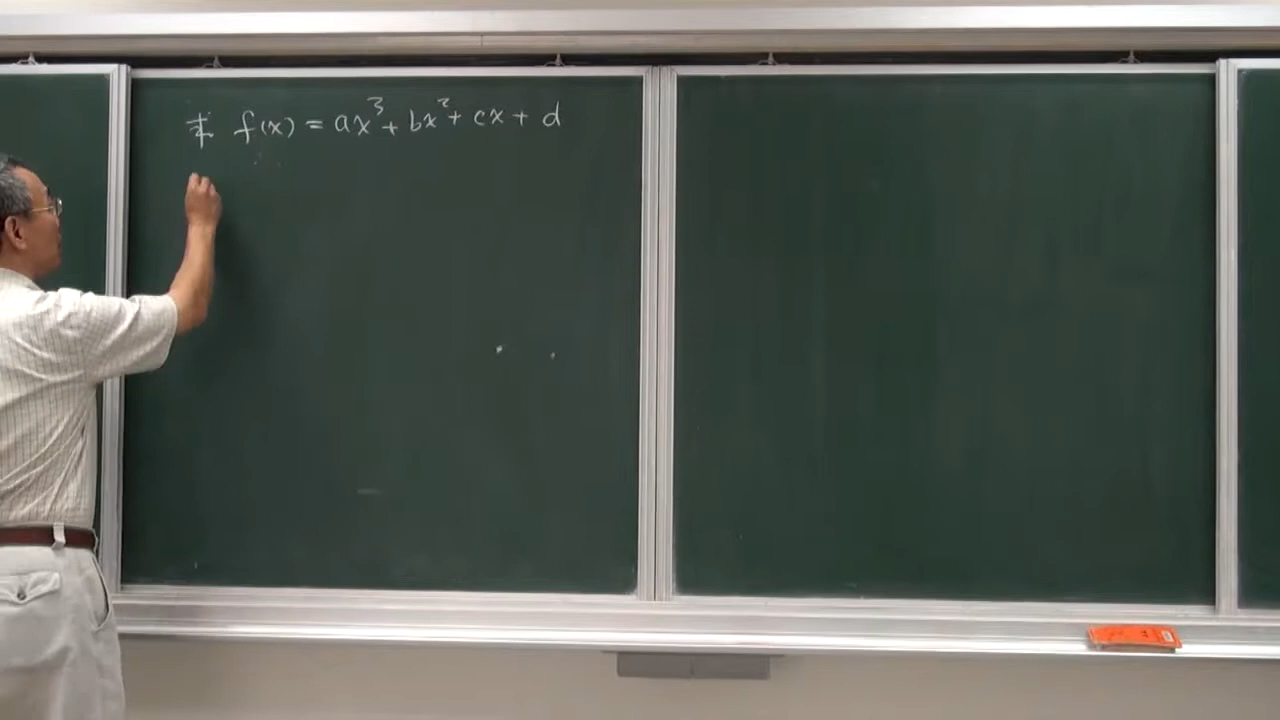 求 f(x) = ax³ + bx² + cx + d